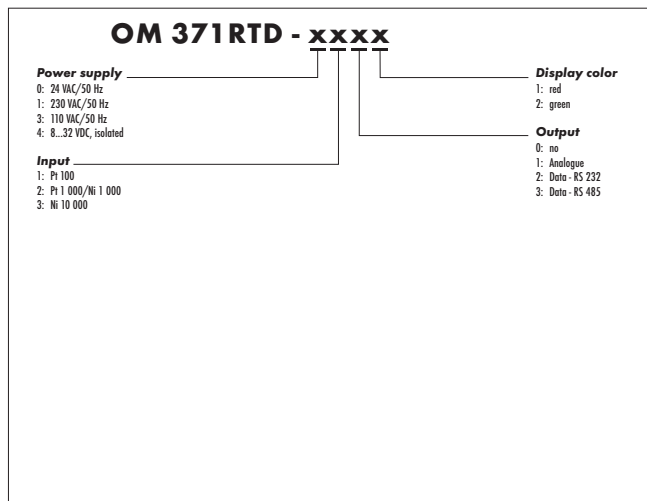 OM 371RTD - xxxx
Power supply
0: 24 VAC/50 Hz
1: 230 VAC/50 Hz
3: 110 VAC/50 Hz
4: 8...32 VDC, isolated
Input
1: Pt 100
2: Pt 1 000/Ni 1 000
3: Ni 10 000
Display color
1: red
2: green
Output
0: no
1: Analogue
2: Data - RS 232
3: Data - RS 485